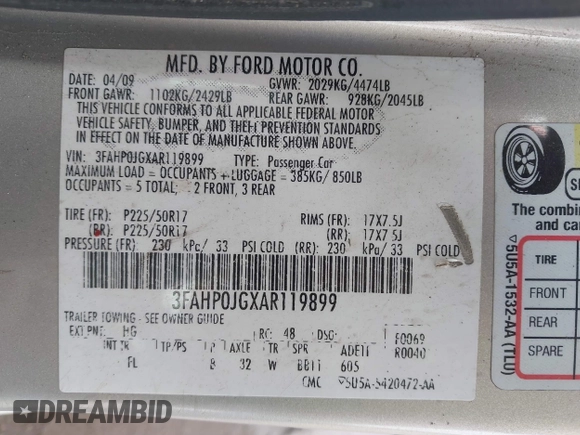 MFD. BY FORD MOTOR CO.
DATE: 04/09 GVWR: 2029KG/4474LB
FRONT GAWR: 1102KG/2429LB REAR GAWR: 928KG/2045LB
THIS VEHICLE CONFORMS TO ALL APPLICABLE FEDERAL MOTOR
VEHICLE SAFETY, BUMPER, AND THEFT PREVENTION STANDARDS
IN EFFECT ON THE DATE OF MANUFACTURE SHOWN ABOVE.
VIN: 3FAHP0JGXAR119899 TYPE: Passenger Car
MAXIMUM LOAD = OCCUPANTS + LUGGAGE = 385KG/850LB
OCCUPANTS = 5 TOTAL; 2 FRONT, 3 REAR
TIRE (FR): P225/50R17 RIMS (FR): 17X7.5J
(RR): P225/50R17 (RR): 17X7.5J
PRESSURE (FR): 230 kPa/ 33 PSI COLD (RR): 230 kPa/ 33 PSI COLD
3FAHP0JGXAR119899
TRAILER TOWING - SEE OWNER GUIDE
EXT PNT: HG RC: 48 DSO: F0069
INT TR TP/PS R AXLE TR SPR ADE11 R0040
FL B 32 W BB11 605
CMC ▽5U5A-5420472-AA
The combin
and car
TIRE
FRONT
REAR
SPARE
▽5U5A-1532-AA (TLU)
DREAMBID